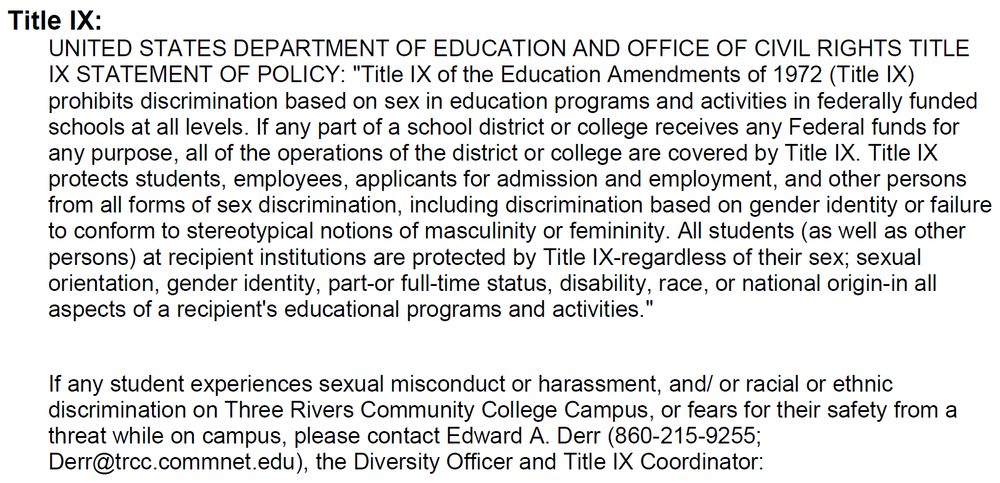 Title IX:
UNITED STATES DEPARTMENT OF EDUCATION AND OFFICE OF CIVIL RIGHTS TITLE
IX STATEMENT OF POLICY: "Title IX of the Education Amendments of 1972 (Title IX)
prohibits discrimination based on sex in education programs and activities in federally funded
schools at all levels. If any part of a school district or college receives any Federal funds for
any purpose, all of the operations of the district or college are covered by Title IX. Title IX
protects students, employees, applicants for admission and employment, and other persons
from all forms of sex discrimination, including discrimination based on gender identity or failure
to conform to stereotypical notions of masculinity or femininity. All students (as well as other
persons) at recipient institutions are protected by Title IX-regardless of their sex; sexual
orientation, gender identity, part-or full-time status, disability, race, or national origin-in all
aspects of a recipient's educational programs and activities."
If any student experiences sexual misconduct or harassment, and/ or racial or ethnic
discrimination on Three Rivers Community College Campus, or fears for their safety from a
threat while on campus, please contact Edward A. Derr (860-215-9255;
Derr@trcc.commnet.edu), the Diversity Officer and Title IX Coordinator: